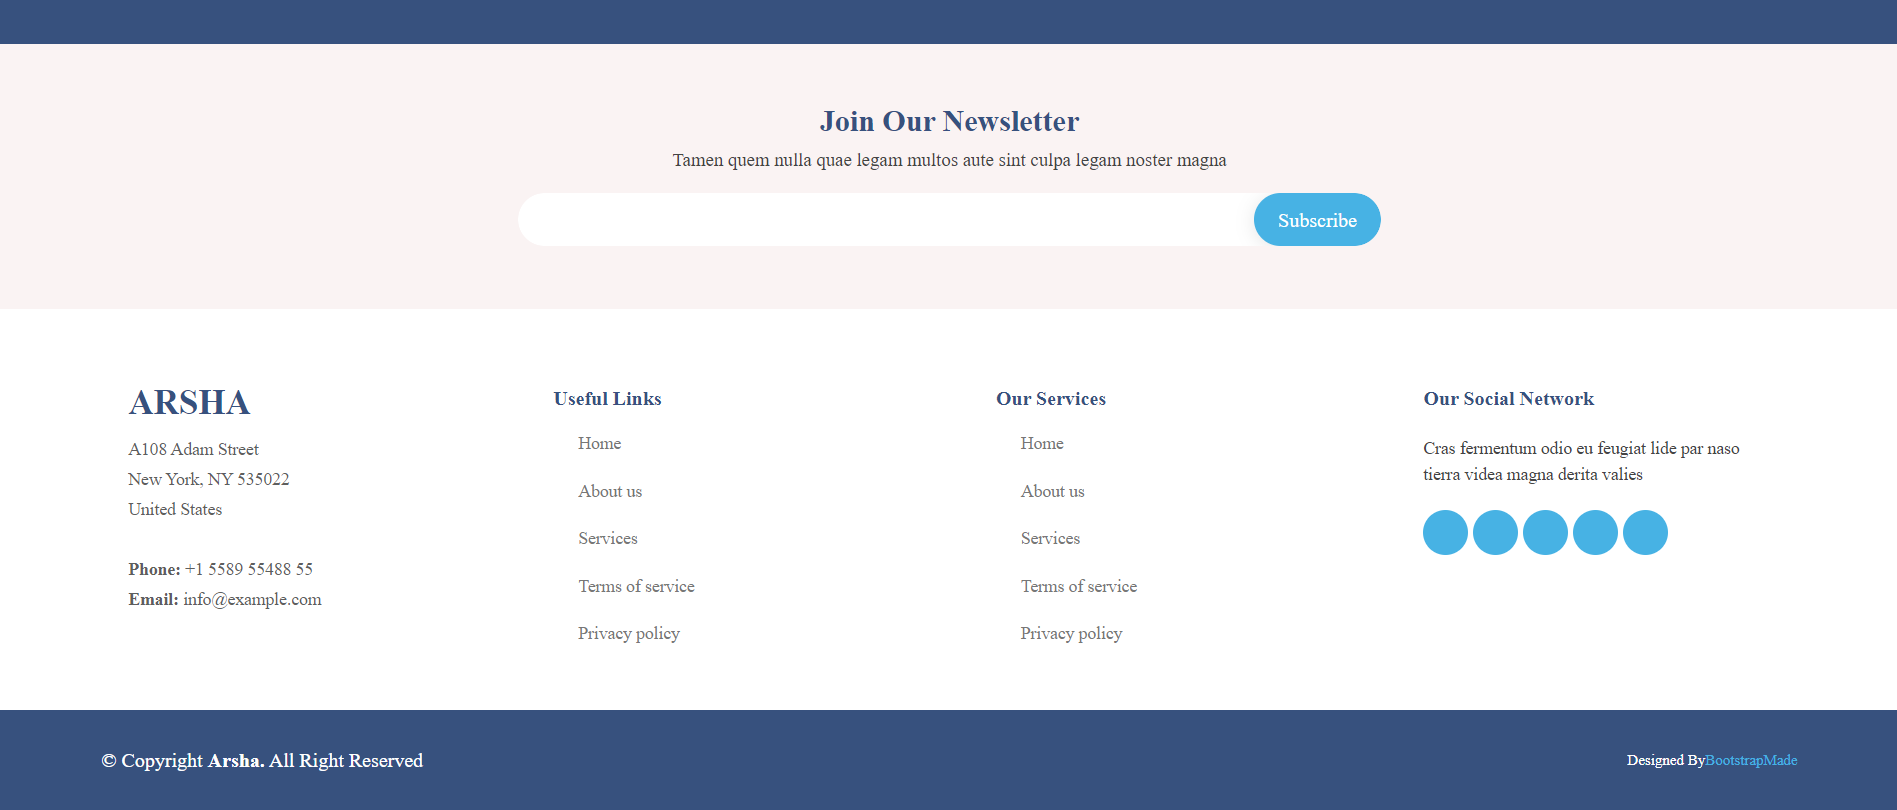 Join Our Newsletter
Tamen quem nulla quae legam multos aute sint culpa legam noster magna
Subscribe
ARSHA
A108 Adam Street
New York, NY 535022
United States
Phone: +1 5589 55488 55
Email: info@example.com
Useful Links
Home
About us
Services
Terms of service
Privacy policy
Our Services
Home
About us
Services
Terms of service
Privacy policy
Our Social Network
Cras fermentum odio eu feugiat lide par naso
tierra videa magna derita valies
© Copyright Arsha. All Right Reserved
Designed ByBootstrapMade